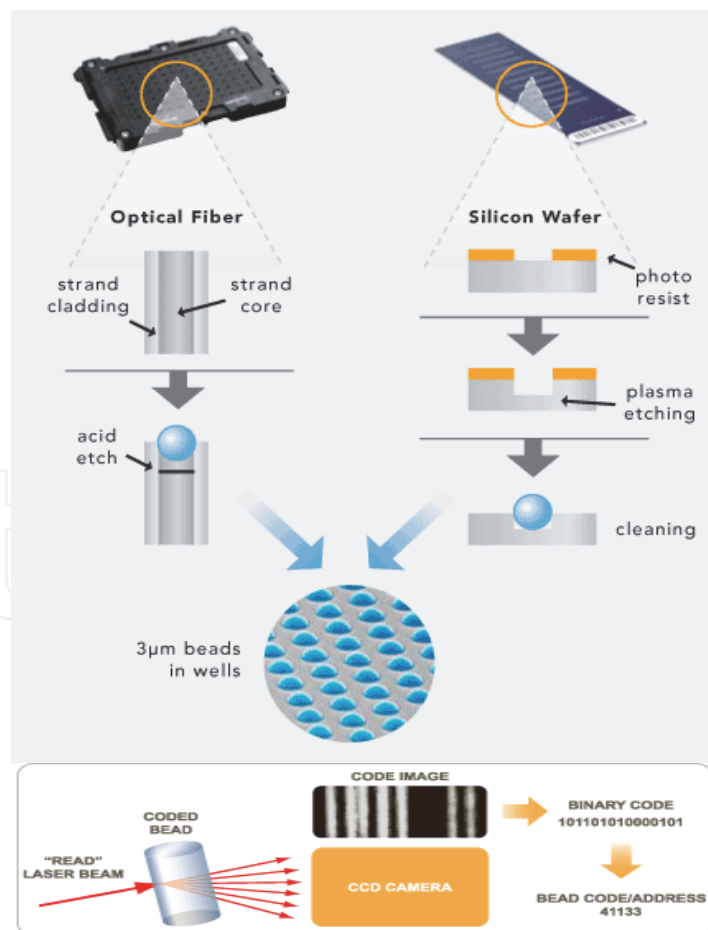 Optical Fiber
Silicon Wafer
strand
cladding
strand
core
photo
resist
acid
etch
plasma
etching
cleaning
3µm beads
in wells
CODE IMAGE
CODED
BEAD
"READ"
LASER BEAM
CCD CAMERA
BINARY CODE
101101010000101
BEAD CODE/ADDRESS
41133